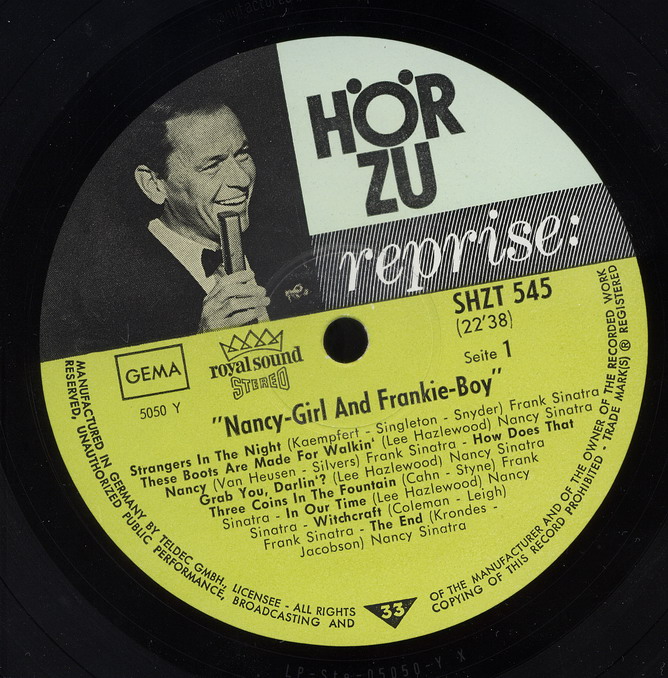 HÖR
ZU
reprise:
SHZT 545
(22'38)
Seite 1
GEMA
5050 Y
royal sound
STEREO
"Nancy-Girl And Frankie-Boy"
Strangers In The Night (Kaempfert - Singleton - Snyder) Frank Sinatra
These Boots Are Made For Walkin' (Lee Hazlewood) Nancy Sinatra
Nancy (Van Heusen - Silvers) Frank Sinatra - How Does That
Grab You, Darlin'? (Lee Hazlewood) Nancy Sinatra
Three Coins In The Fountain (Cahn - Styne) Frank
Sinatra - In Our Time (Lee Hazlewood) Nancy
Sinatra - Witchcraft (Coleman - Leigh)
Frank Sinatra - The End (Krondes -
Jacobson) Nancy Sinatra
MANUFACTURED IN GERMANY BY TELDEC GMBH., LICENSEE - ALL RIGHTS
RESERVED, UNAUTHORIZED PUBLIC PERFORMANCE, BROADCASTING AND
33
OF THE MANUFACTURER AND OF THE OWNER OF THE RECORDED WORK
COPYING OF THIS RECORD PROHIBITED - TRADE MARK(S) ® REGISTERED